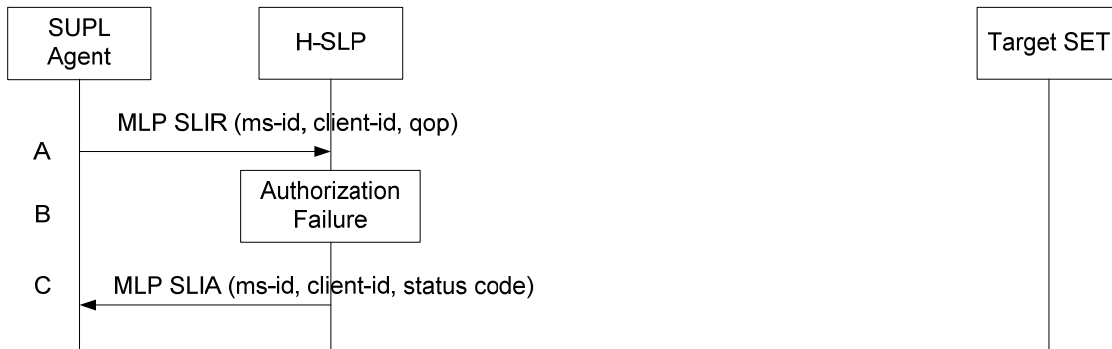 SUPL
Agent
H-SLP
Target SET
MLP SLIR (ms-id, client-id, qop)
A
Authorization
Failure
B
C
MLP SLIA (ms-id, client-id, status code)